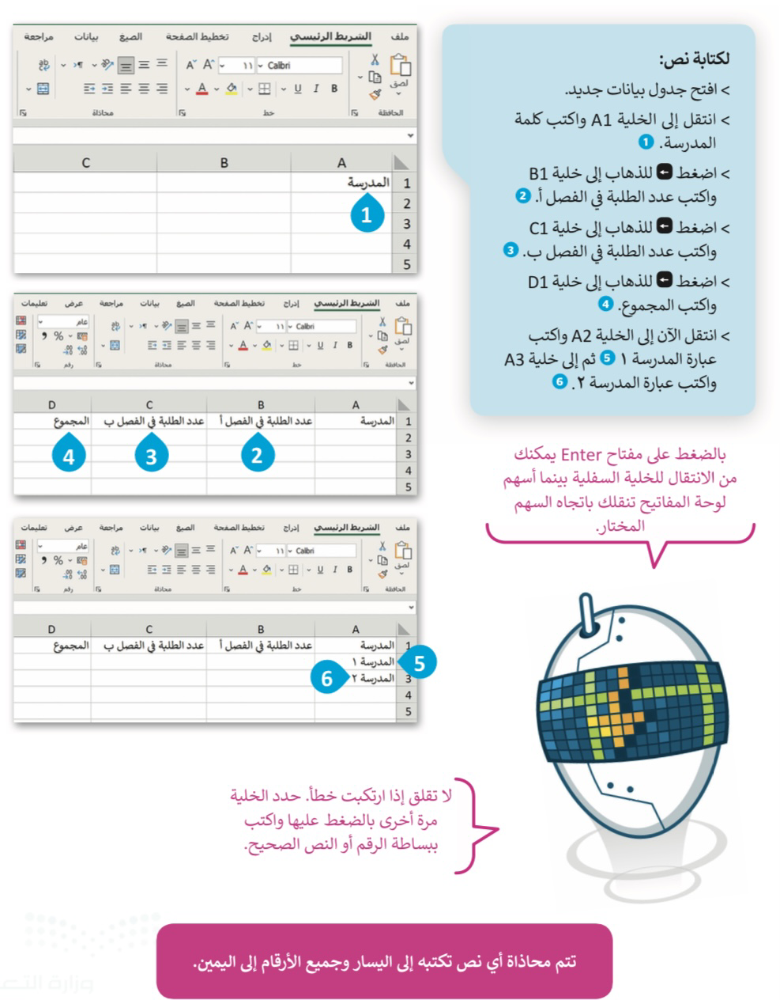 لكتابة نص:
> افتح جدول بيانات جديد.
> انتقل إلى الخلية A1 واكتب كلمة
المدرسة. 1
> اضغط ← للذهاب إلى خلية B1
واكتب عدد الطلبة في الفصل أ. 2
> اضغط ← للذهاب إلى خلية C1
واكتب عدد الطلبة في الفصل ب. 3
> اضغط ← للذهاب إلى خلية D1
واكتب المجموع. 4
> انتقل الآن إلى الخلية A2 واكتب
عبارة المدرسة ١ 5 ثم إلى خلية A3
واكتب عبارة المدرسة ٢. 6
ملف الشريط الرئيسي إدراج تخطيط الصفحة الصيغ بيانات مراجعة
لصق Calibri ١١ A A
B I U A
الحافظة خط محاذاة
A B C
1 المدرسة
2
1
3
4
5
ملف الشريط الرئيسي إدراج تخطيط الصفحة الصيغ بيانات مراجعة عرض تعليمات
لصق Calibri ١١ A A عام
B I U A % 9
الحافظة خط محاذاة رقم
A B C D
1 المدرسة عدد الطلبة في الفصل أ عدد الطلبة في الفصل ب المجموع
2
3
2 3 4
4
5
ملف الشريط الرئيسي إدراج تخطيط الصفحة الصيغ بيانات مراجعة عرض تعليمات
لصق Calibri ١١ A A عام
B I U A % 9
الحافظة خط محاذاة رقم
A B C D
1 المدرسة عدد الطلبة في الفصل أ عدد الطلبة في الفصل ب المجموع
5 المدرسة ١
3 المدرسة ٢ 6
4
5
بالضغط على مفتاح Enter يمكنك
من الانتقال للخلية السفلية بينما أسهم
لوحة المفاتيح تنقلك باتجاه السهم
المختار.
لا تقلق إذا ارتكبت خطأ. حدد الخلية
مرة أخرى بالضغط عليها واكتب
ببساطة الرقم أو النص الصحيح.
تتم محاذاة أي نص تكتبه إلى اليسار وجميع الأرقام إلى اليمين.